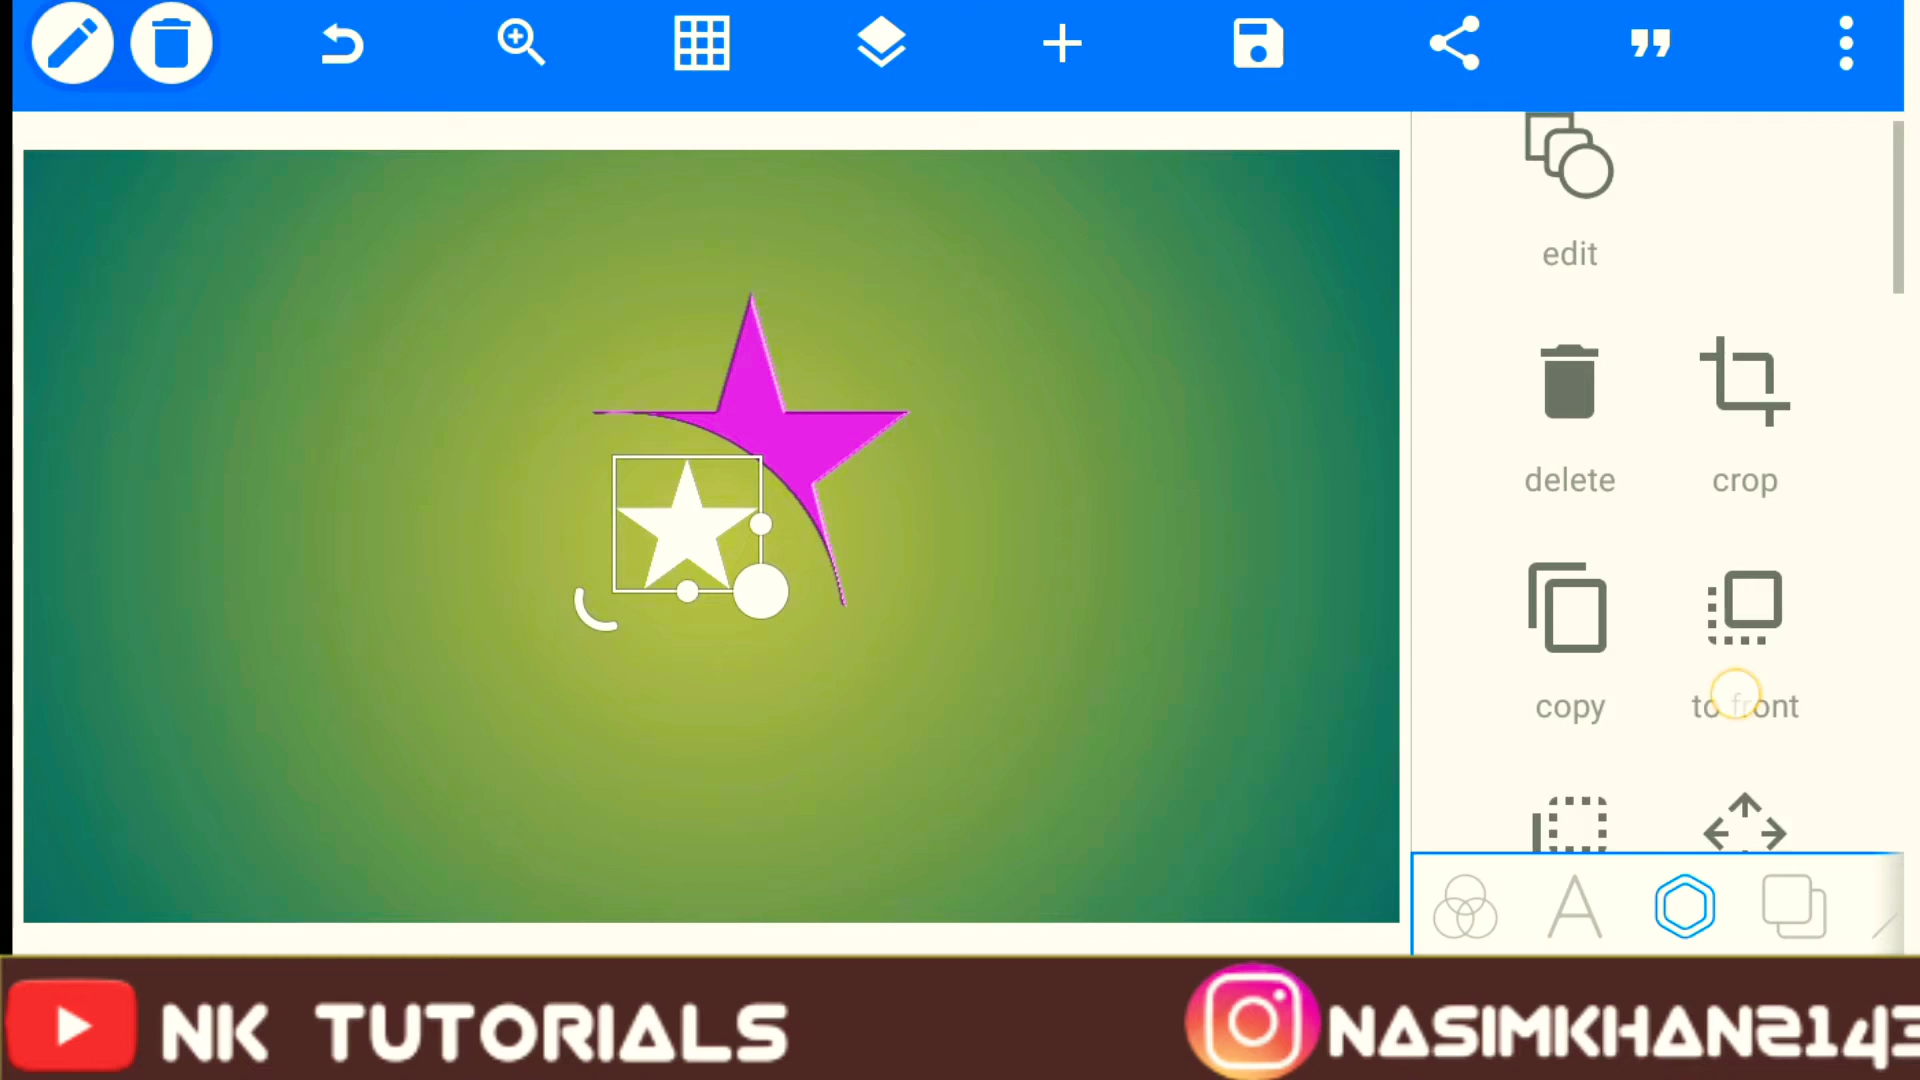 edit
delete crop
copy to front
NK TUTORIALS
NASIMKHAN2143